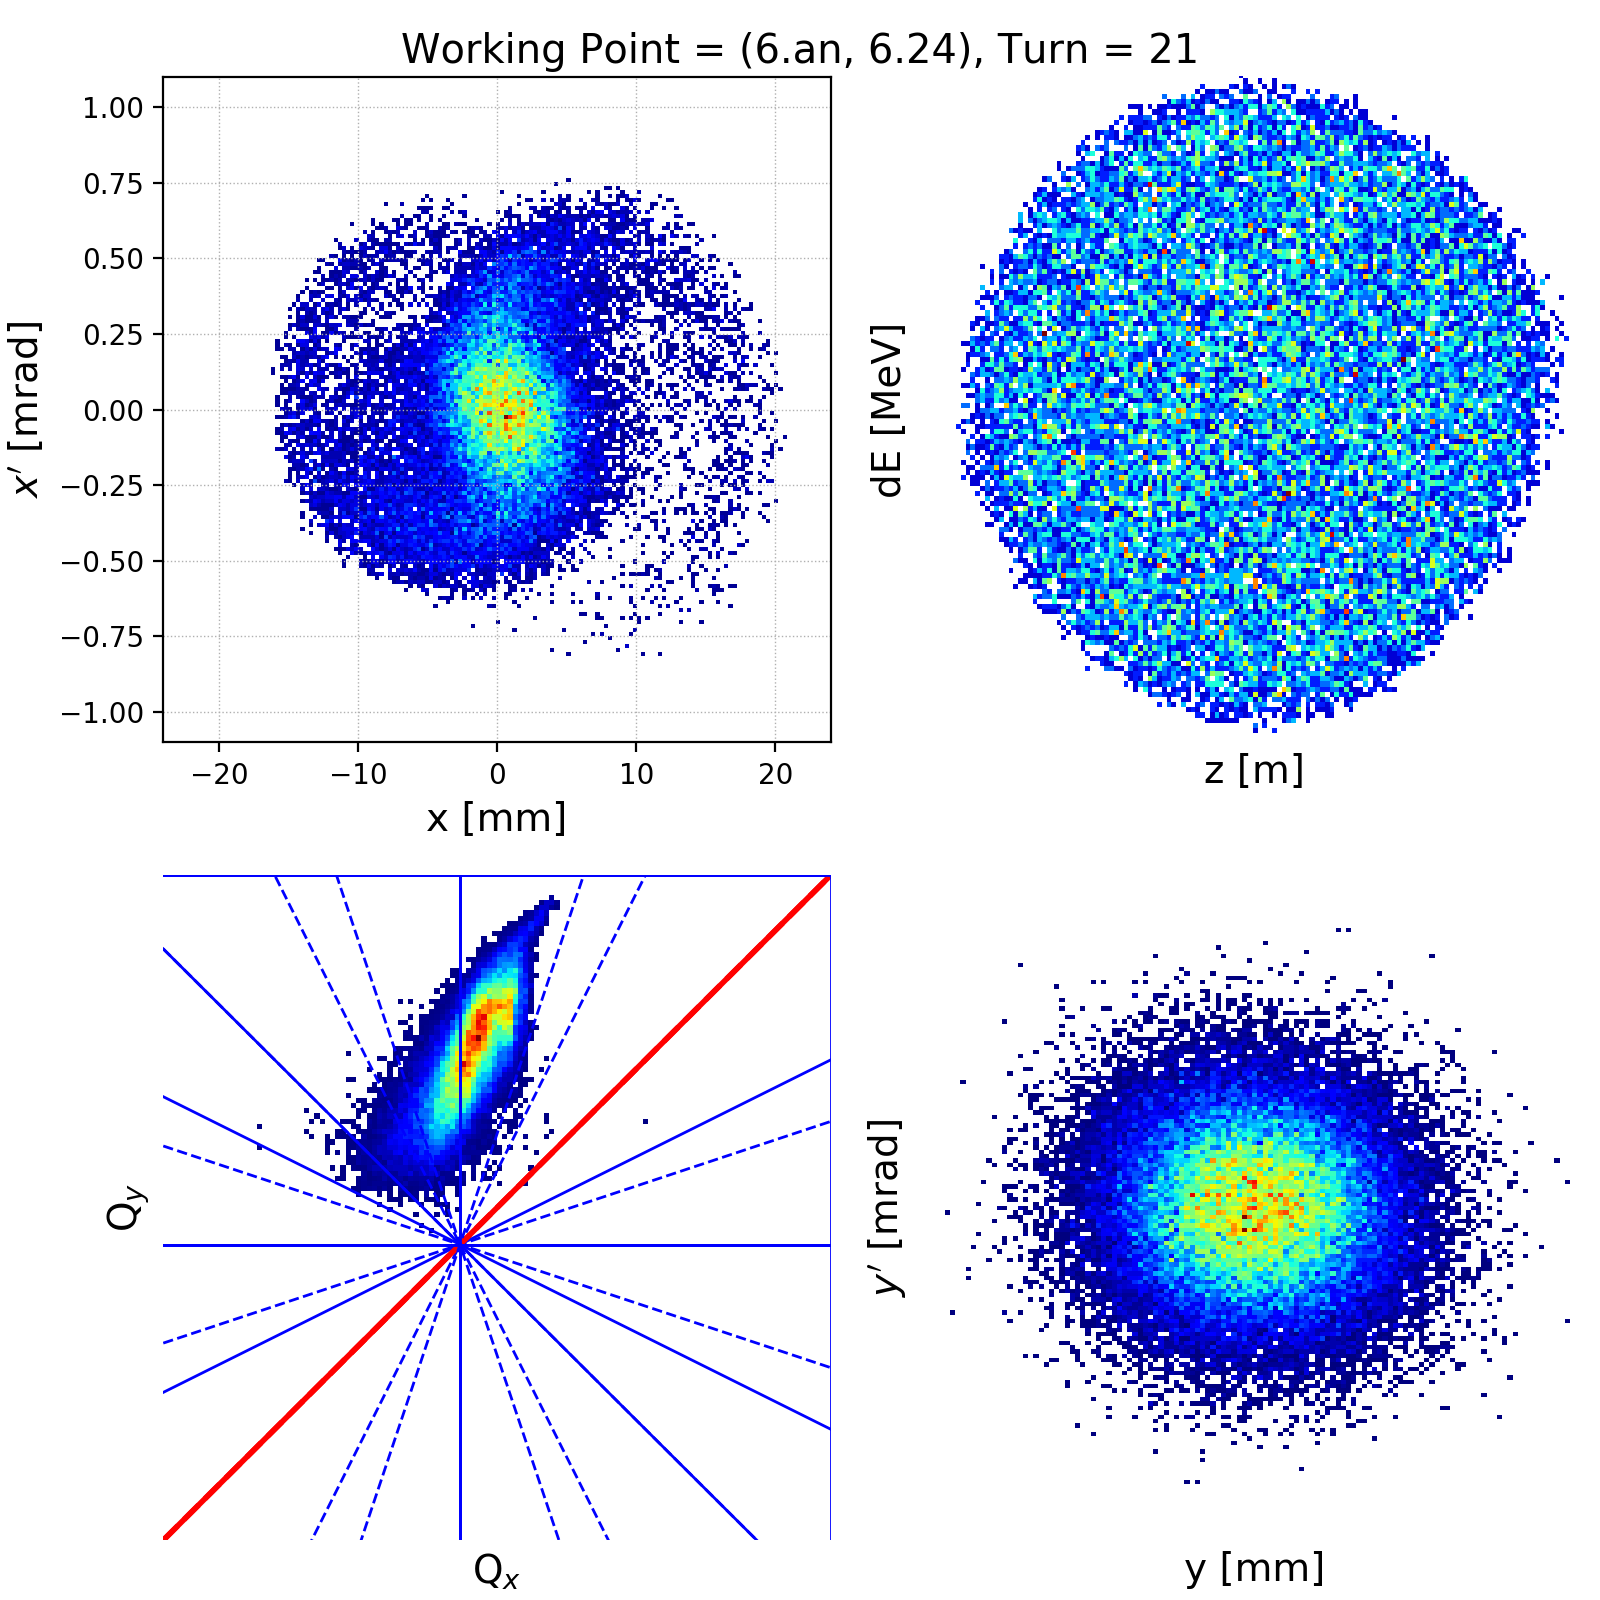 Working Point = (6.an, 6.24), Turn = 21
1.00
0.75
0.50
0.25
0.00
−0.25
−0.50
−0.75
−1.00
x′ [mrad]
−20 −10 0 10 20
x [mm]
dE [MeV]
z [m]
Qy
Qx
y′ [mrad]
y [mm]